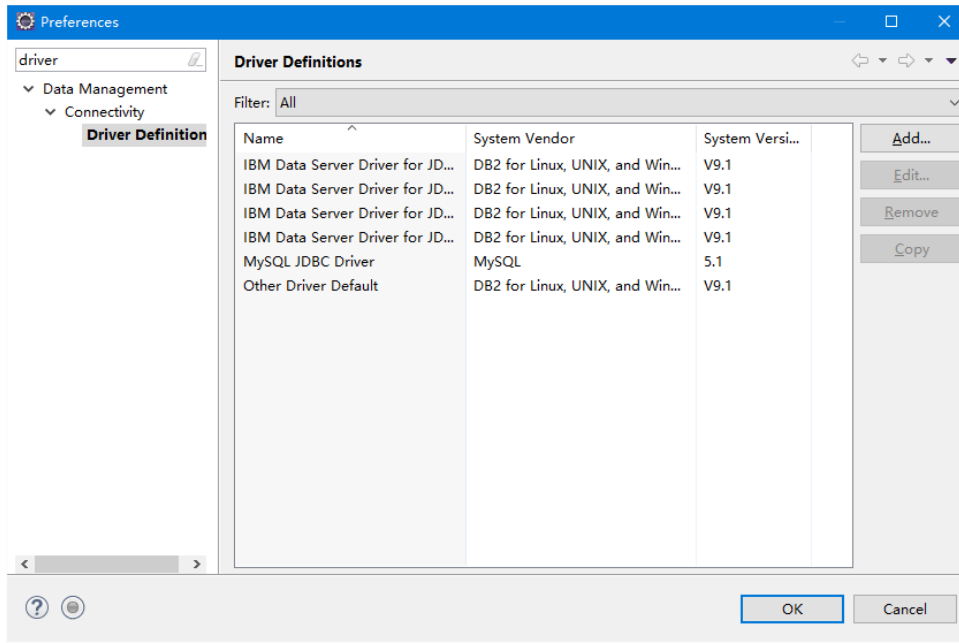 Preferences
driver
Data Management
Connectivity
Driver Definition
Driver Definitions
Filter: All
Name System Vendor System Versi...
IBM Data Server Driver for JD... DB2 for Linux, UNIX, and Win... V9.1
IBM Data Server Driver for JD... DB2 for Linux, UNIX, and Win... V9.1
IBM Data Server Driver for JD... DB2 for Linux, UNIX, and Win... V9.1
IBM Data Server Driver for JD... DB2 for Linux, UNIX, and Win... V9.1
MySQL JDBC Driver MySQL 5.1
Other Driver Default DB2 for Linux, UNIX, and Win... V9.1
Add...
Edit...
Remove
Copy
OK Cancel